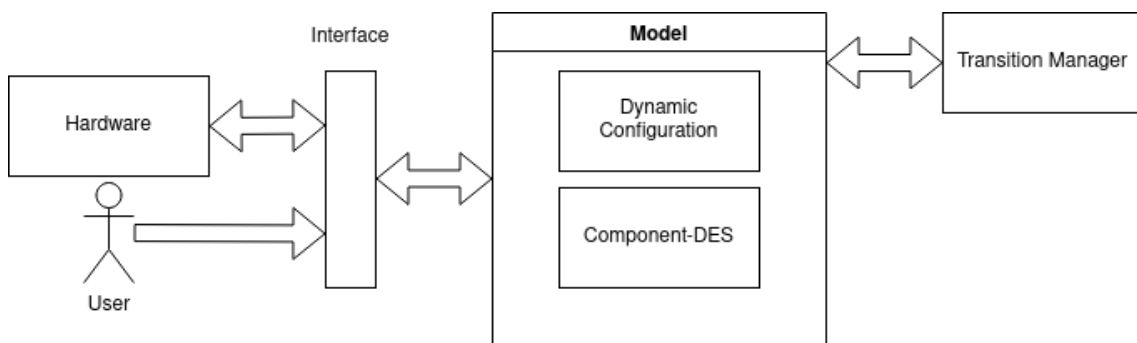 Interface
Model
Transition Manager
Hardware
Dynamic
Configuration
Component-DES
User